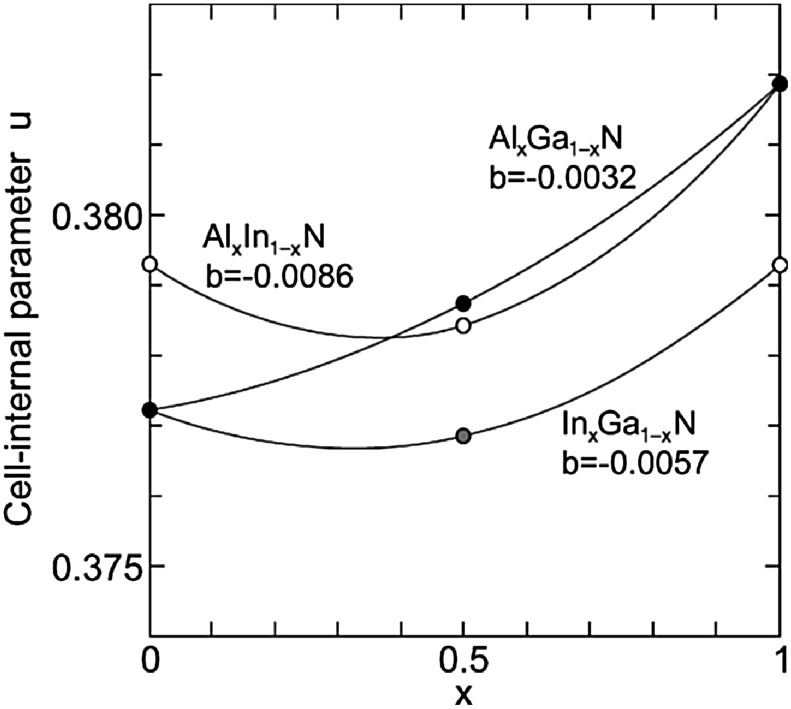 Cell-internal parameter u
0.380
0.375
AlₓGa₁₋ₓN
b=-0.0032
AlₓIn₁₋ₓN
b=-0.0086
InₓGa₁₋ₓN
b=-0.0057
0
0.5
1
x